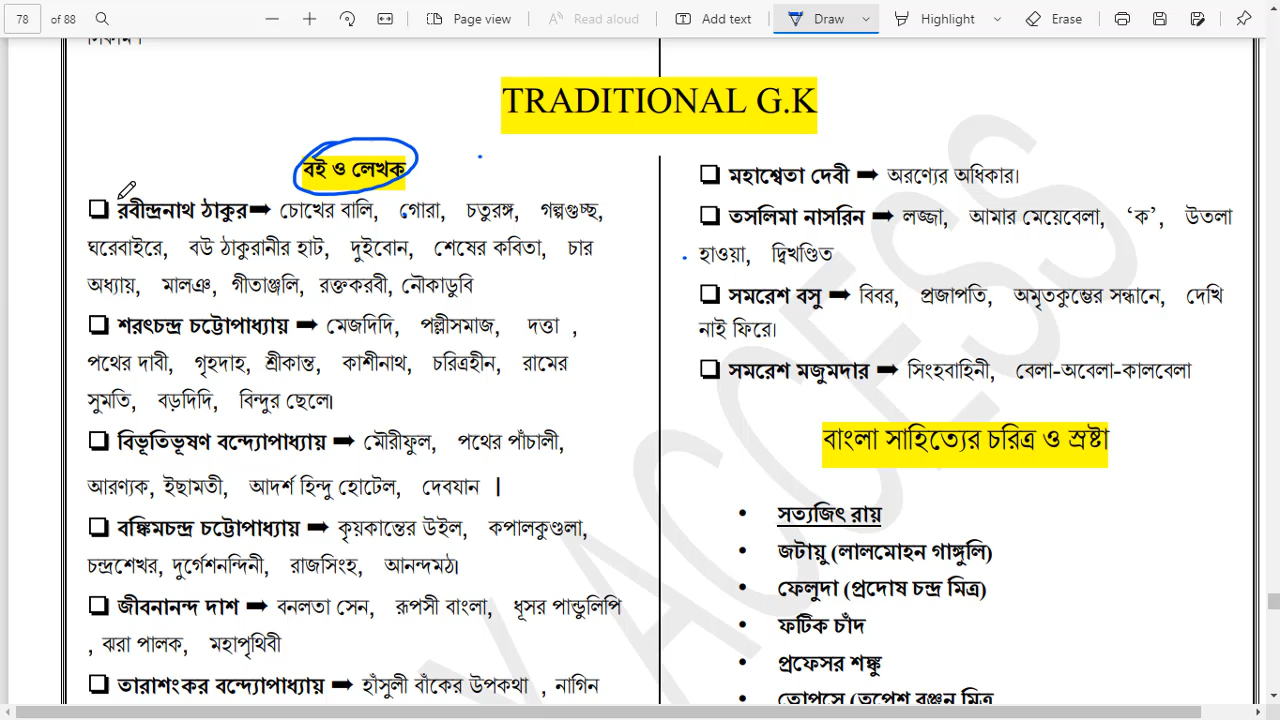 78 of 88 Page view Read aloud Add text Draw Highlight Erase
TRADITIONAL G.K
বই ও লেখক
রবীন্দ্রনাথ ঠাকুর➡ চোখের বালি, গোরা, চতুরঙ্গ, গল্পগুচ্ছ,
ঘরেবাইরে, বউ ঠাকুরানীর হাট, দুইবোন, শেষের কবিতা, চার
অধ্যায়, মালঞ্চ, গীতাঞ্জলি, রক্তকরবী, নৌকাডুবি
শরৎচন্দ্র চট্টোপাধ্যায় ➡ মেজদিদি, পল্লীসমাজ, দত্তা ,
পথের দাবী, গৃহদাহ, শ্রীকান্ত, কাশীনাথ, চরিত্রহীন, রামের
সুমতি, বড়দিদি, বিন্দুর ছেলে।
বিভূতিভূষণ বন্দ্যোপাধ্যায় ➡ মৌরীফুল, পথের পাঁচালী,
আরণ্যক, ইছামতী, আদর্শ হিন্দু হোটেল, দেবযান |
বঙ্কিমচন্দ্র চট্টোপাধ্যায় ➡ কৃয়কান্তের উইল, কপালকুণ্ডলা,
চন্দ্রশেখর, দুর্গেশনন্দিনী, রাজসিংহ, আনন্দমঠ।
জীবনানন্দ দাশ ➡ বনলতা সেন, রূপসী বাংলা, ধূসর পান্ডুলিপি
, ঝরা পালক, মহাপৃথিবী
তারাশংকর বন্দ্যোপাধ্যায় ➡ হাঁসুলী বাঁকের উপকথা , নাগিন
মহাশ্বেতা দেবী ➡ অরণ্যের অধিকার।
তসলিমা নাসরিন ➡ লজ্জা, আমার মেয়েবেলা, ‘ক’, উতলা
হাওয়া, দ্বিখণ্ডিত
সমরেশ বসু ➡ বিবর, প্রজাপতি, অমৃতকুম্ভের সন্ধানে, দেখি
নাই ফিরে।
সমরেশ মজুমদার ➡ সিংহবাহিনী, বেলা-অবেলা-কালবেলা
বাংলা সাহিত্যের চরিত্র ও স্রষ্টা
• সত্যজিৎ রায়
• জটায়ু (লালমোহন গাঙ্গুলি)
• ফেলুদা (প্রদোষ চন্দ্র মিত্র)
• ফটিক চাঁদ
• প্রফেসর শঙ্কু
• তোপসে (তপেশ রঞ্জন মিত্র